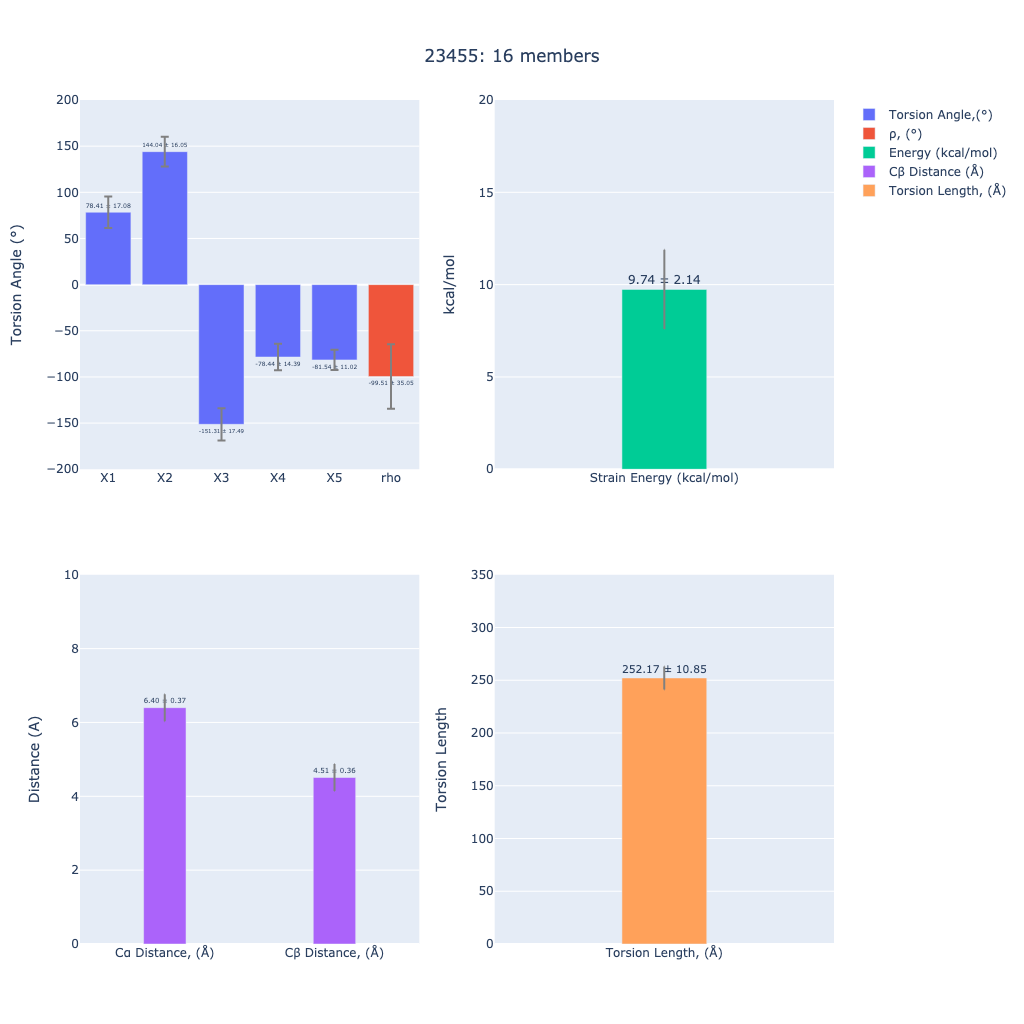 23455: 16 members
200
150
100
50
0
−50
−100
−150
−200
Torsion Angle (°)
78.41 ± 17.08
144.04 ± 16.05
-151.31 ± 17.49
-78.44 ± 14.39
-81.54 ± 11.02
-99.51 ± 35.05
X1 X2 X3 X4 X5 rho
20
15
10
5
0
kcal/mol
9.74 ± 2.14
Strain Energy (kcal/mol)
Torsion Angle,(°)
ρ, (°)
Energy (kcal/mol)
Cβ Distance (Å)
Torsion Length, (Å)
10
8
6
4
2
0
Distance (A)
6.40 ± 0.37
4.51 ± 0.36
Cα Distance, (Å) Cβ Distance, (Å)
350
300
250
200
150
100
50
0
Torsion Length
252.17 ± 10.85
Torsion Length, (Å)